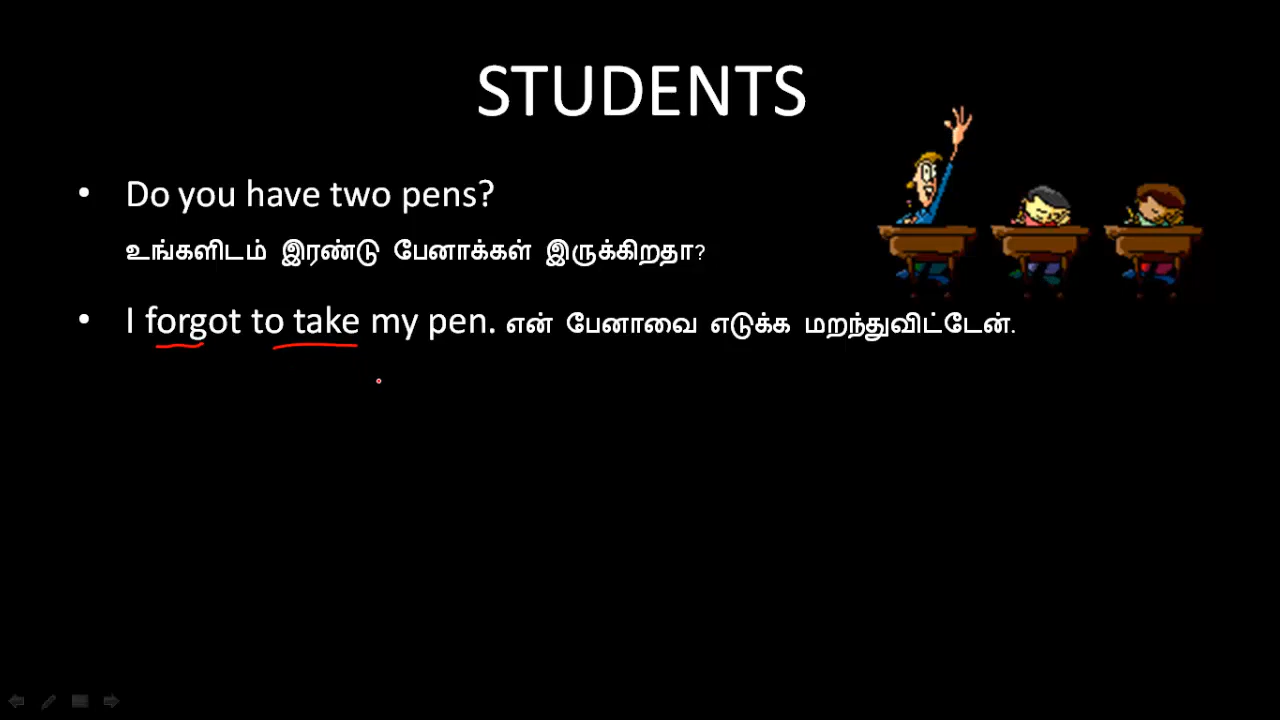 STUDENTS
• Do you have two pens?
உங்களிடம் இரண்டு பேனாக்கள் இருக்கிறதா?
• I forgot to take my pen. என் பேனாவை எடுக்க மறந்துவிட்டேன்.